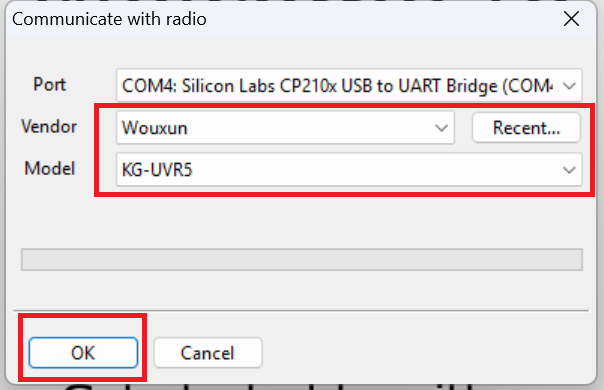 Communicate with radio
Port
COM4: Silicon Labs CP210x USB to UART Bridge (COM4
Vendor
Wouxun
Recent...
Model
KG-UVR5
OK
Cancel